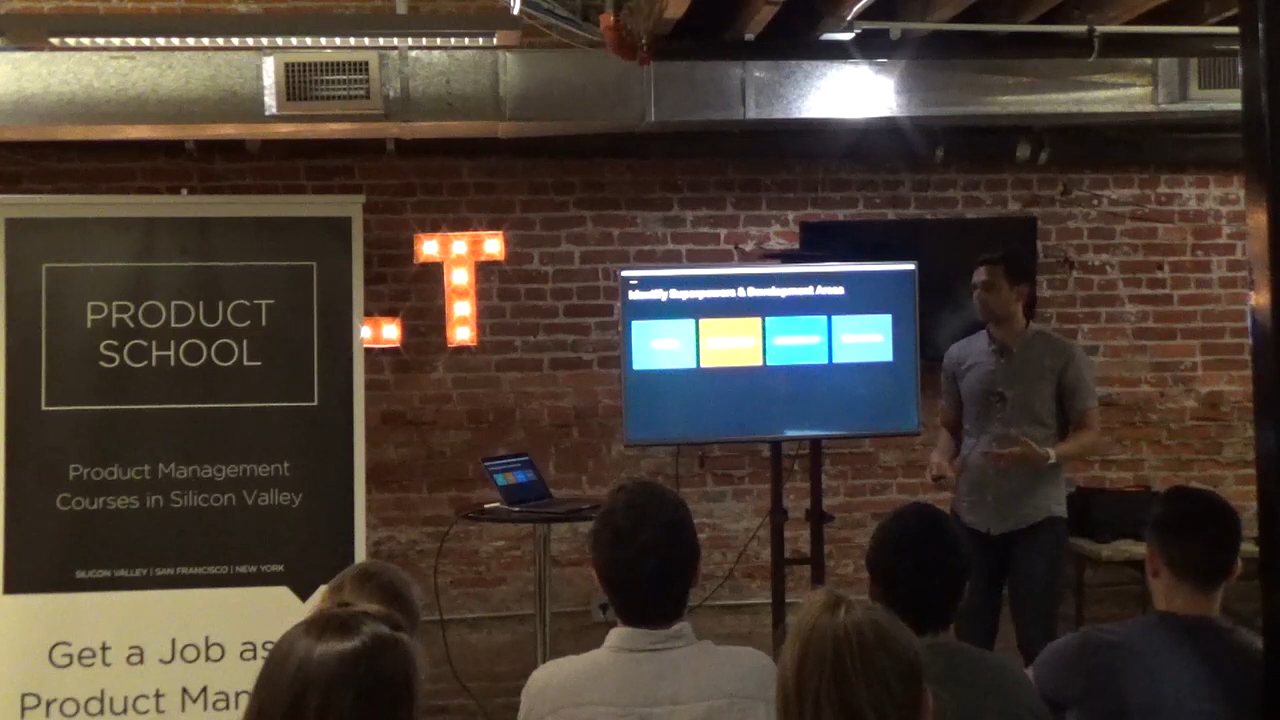 PRODUCT
SCHOOL
Product Management
Courses in Silicon Valley
SILICON VALLEY | SAN FRANCISCO | NEW YORK
Get a Job as
Product Man
.T
Identify Superpowers & Development Areas